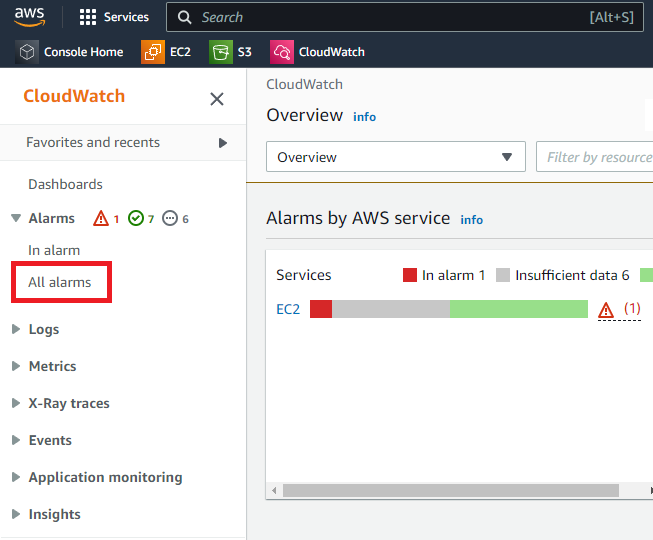 aws
Services
Search
[Alt+S]
Console Home
EC2
S3
CloudWatch
CloudWatch
Favorites and recents
Dashboards
Alarms 1 7 6
In alarm
All alarms
Logs
Metrics
X-Ray traces
Events
Application monitoring
Insights
CloudWatch
Overview info
Overview
Filter by resource
Alarms by AWS service info
Services
In alarm 1
Insufficient data 6
EC2
(1)